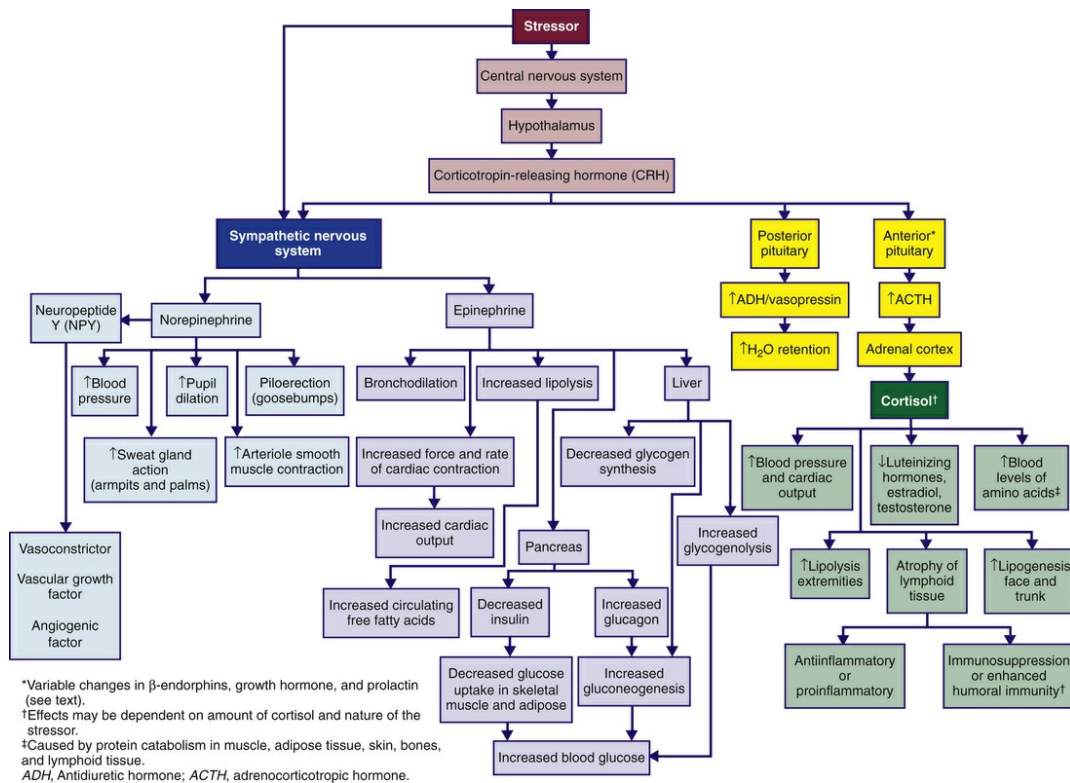 Stressor
Central nervous system
Hypothalamus
Corticotropin-releasing hormone (CRH)
Sympathetic nervous
system
Posterior
pituitary
Anterior*
pituitary
Neuropeptide
Y (NPY)
Norepinephrine
Epinephrine
↑ADH/vasopressin
↑ACTH
↑H₂O retention
Adrenal cortex
↑Blood
pressure
↑Pupil
dilation
Piloerection
(goosebumps)
Bronchodilation
Increased lipolysis
Liver
Cortisol†
↑Sweat gland
action
(armpits and palms)
↑Arteriole smooth
muscle contraction
Increased force and rate
of cardiac contraction
Decreased glycogen
synthesis
↑Blood pressure
and cardiac
output
↓Luteinizing
hormones,
estradiol,
testosterone
↑Blood
levels of
amino acids‡
Increased cardiac
output
Pancreas
Increased
glycogenolysis
Vasoconstrictor
Vascular growth
factor
Angiogenic
factor
↑Lipolysis
extremities
Atrophy of
lymphoid
tissue
↑Lipogenesis
face and
trunk
Increased circulating
free fatty acids
Decreased
insulin
Increased
glucagon
Antiinflammatory
or
proinflammatory
Immunosuppression
or enhanced
humoral immunity†
Decreased glucose
uptake in skeletal
muscle and adipose
Increased
gluconeogenesis
Increased blood glucose
*Variable changes in β-endorphins, growth hormone, and prolactin
(see text).
†Effects may be dependent on amount of cortisol and nature of the
stressor.
‡Caused by protein catabolism in muscle, adipose tissue, skin, bones,
and lymphoid tissue.
ADH, Antidiuretic hormone; ACTH, adrenocorticotropic hormone.